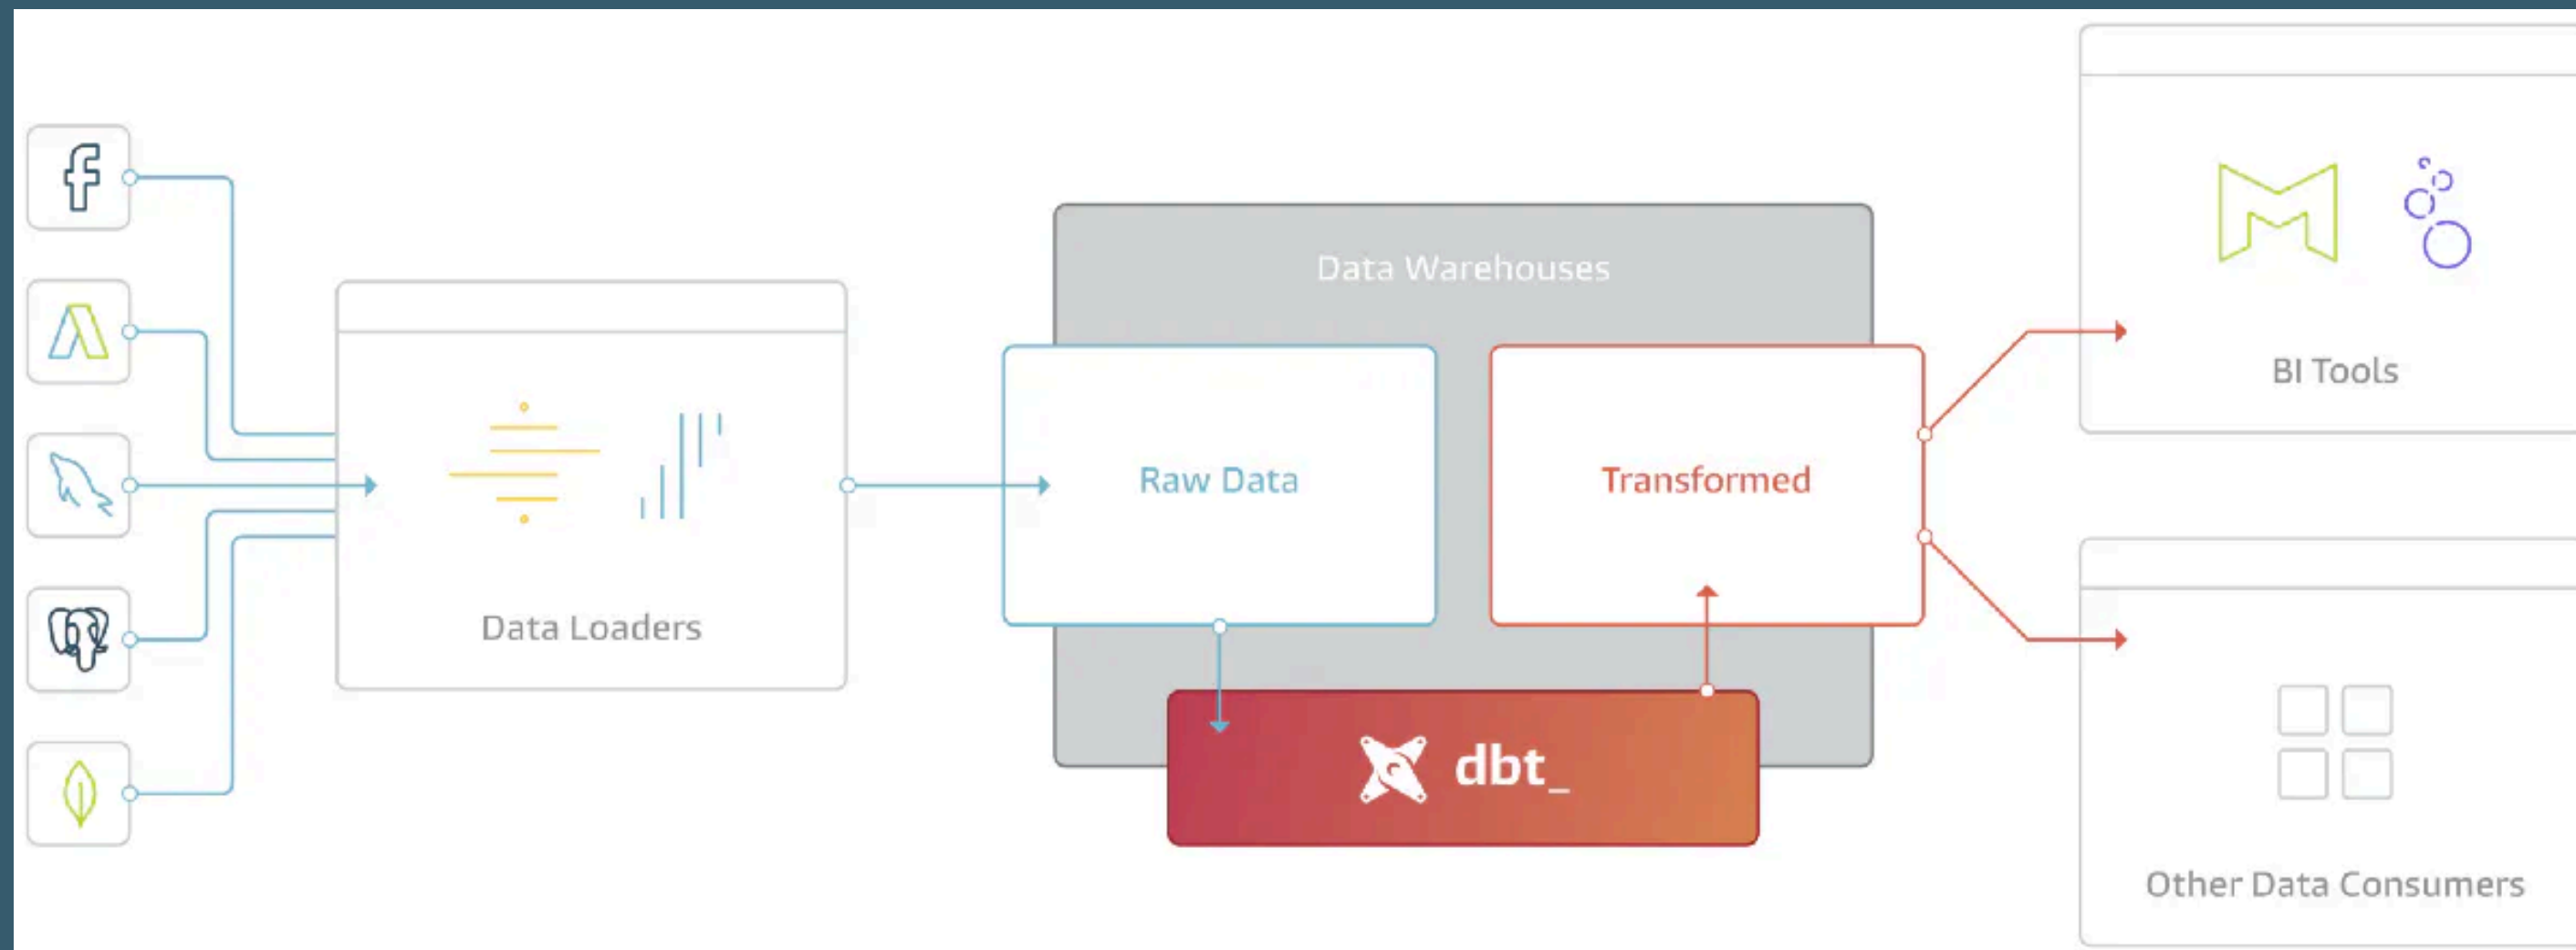 Data Loaders
Data Warehouses
Raw Data
Transformed
dbt_
BI Tools
Other Data Consumers